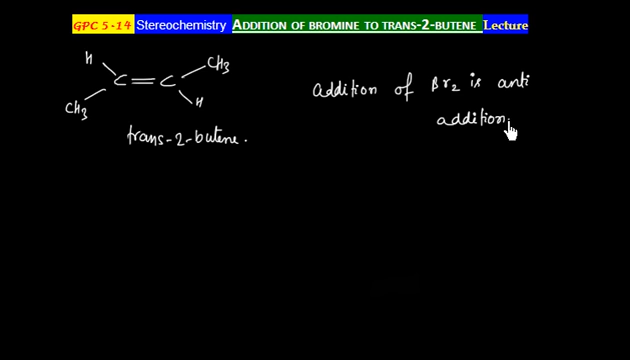 GPC 5·14 Stereochemistry ADDITION OF BROMINE TO TRANS-2-BUTENE Lecture
H CH3
C=C
CH3 H
trans-2-butene.
Addition of Br2 is anti
addition.